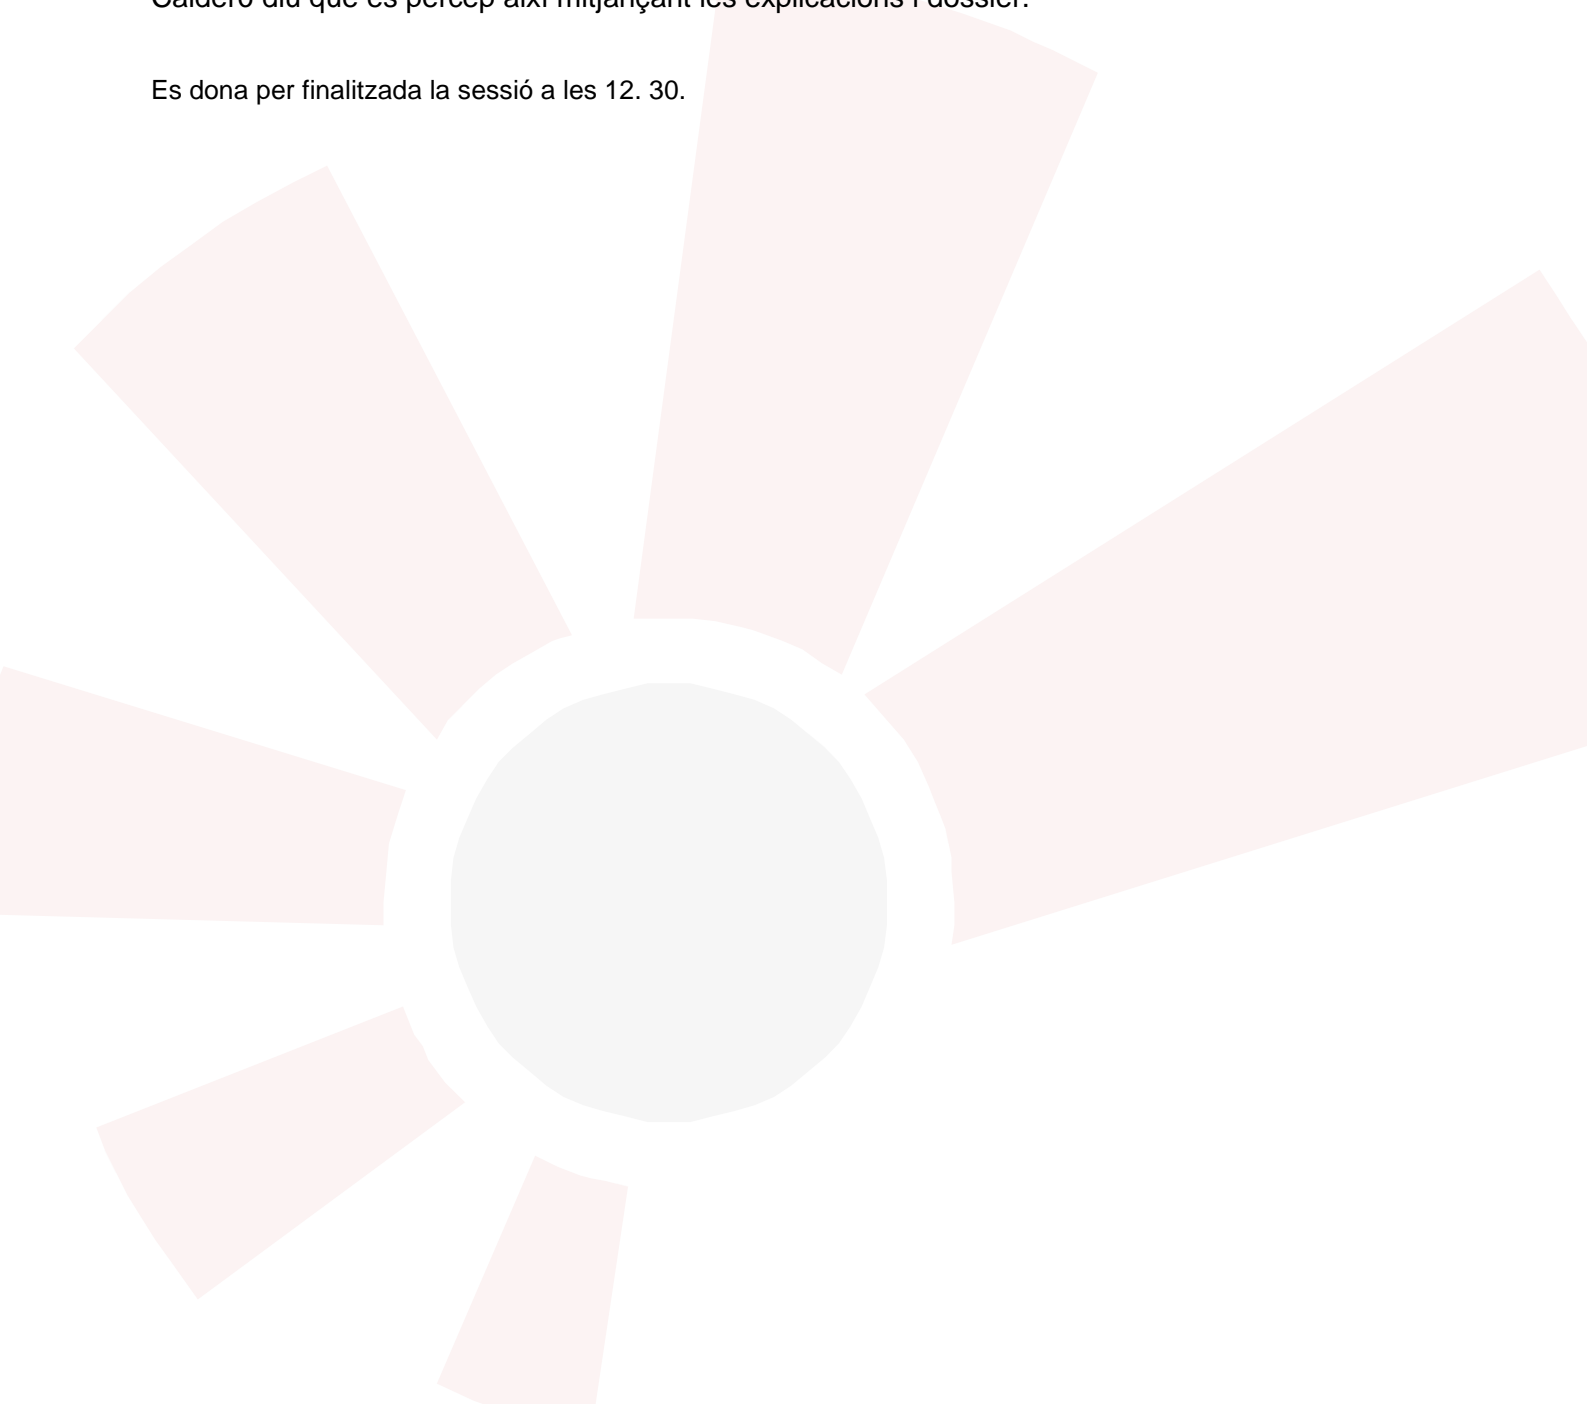 Calderó diu que es percep així mitjançant les explicacions i dossier.
Es dona per finalitzada la sessió a les 12. 30.